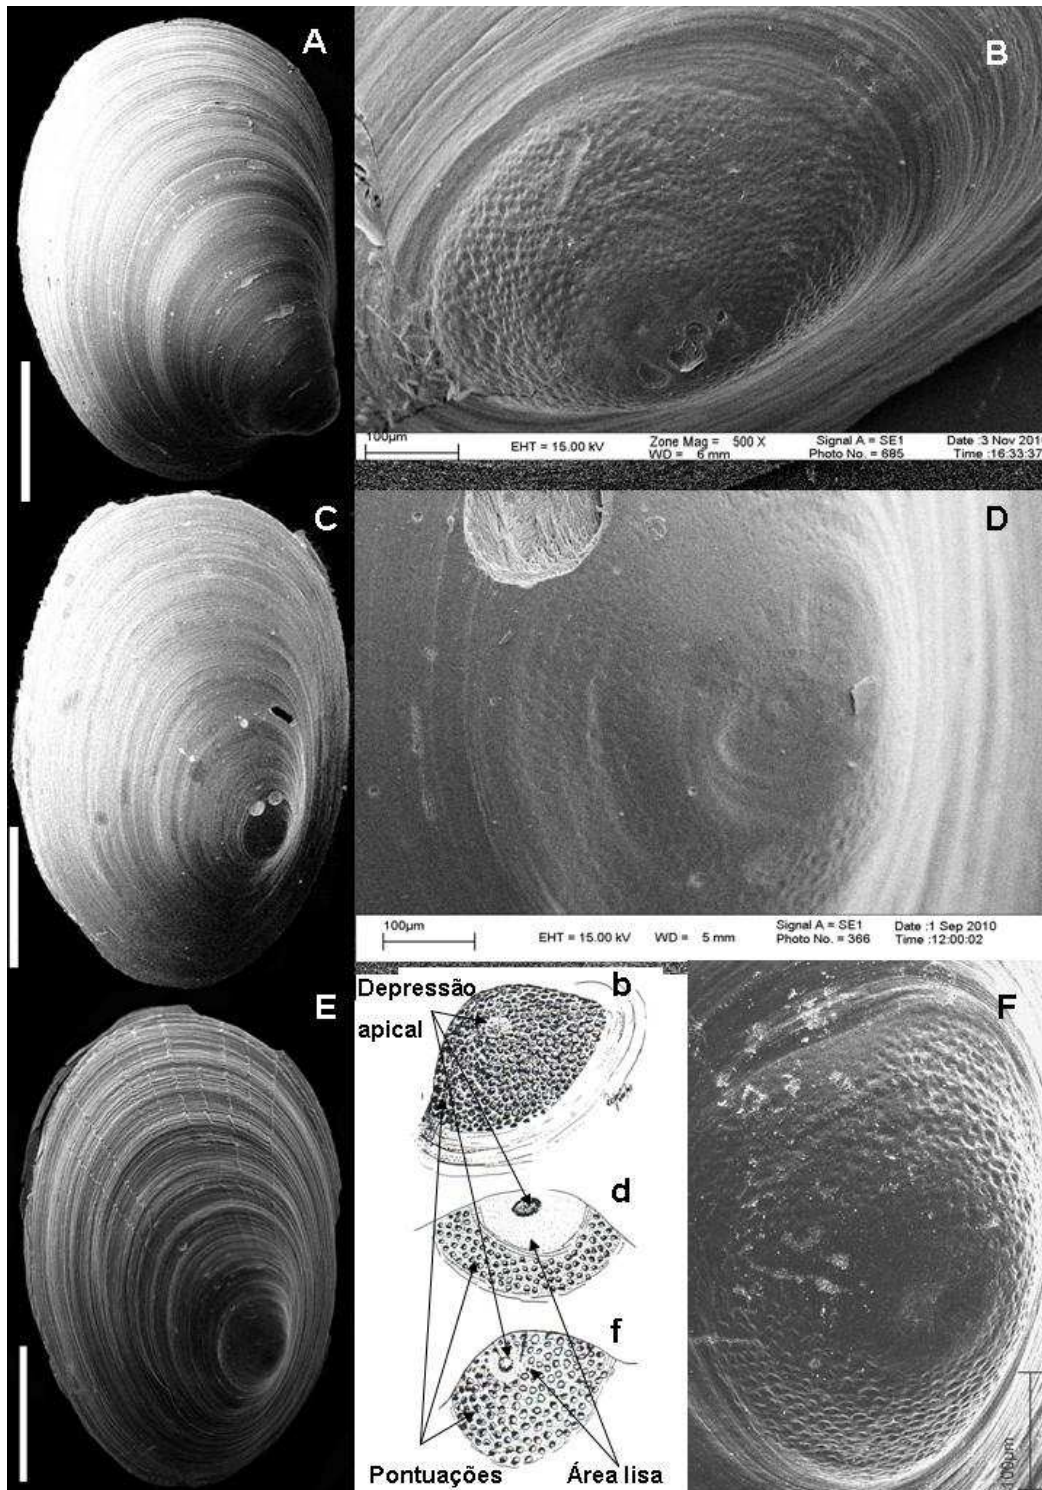 A
B
100µm
EHT = 15.00 kV
Zone Mag = 500 X
WD = 6 mm
Signal A = SE1
Photo No. = 685
Date :3 Nov 201
Time :16:33:37
C
D
100µm
EHT = 15.00 kV
WD = 5 mm
Signal A = SE1
Photo No. = 366
Date :1 Sep 2010
Time :12:00:02
E
Depressão
apical
b
d
f
Pontuações
Área lisa
F
100µm